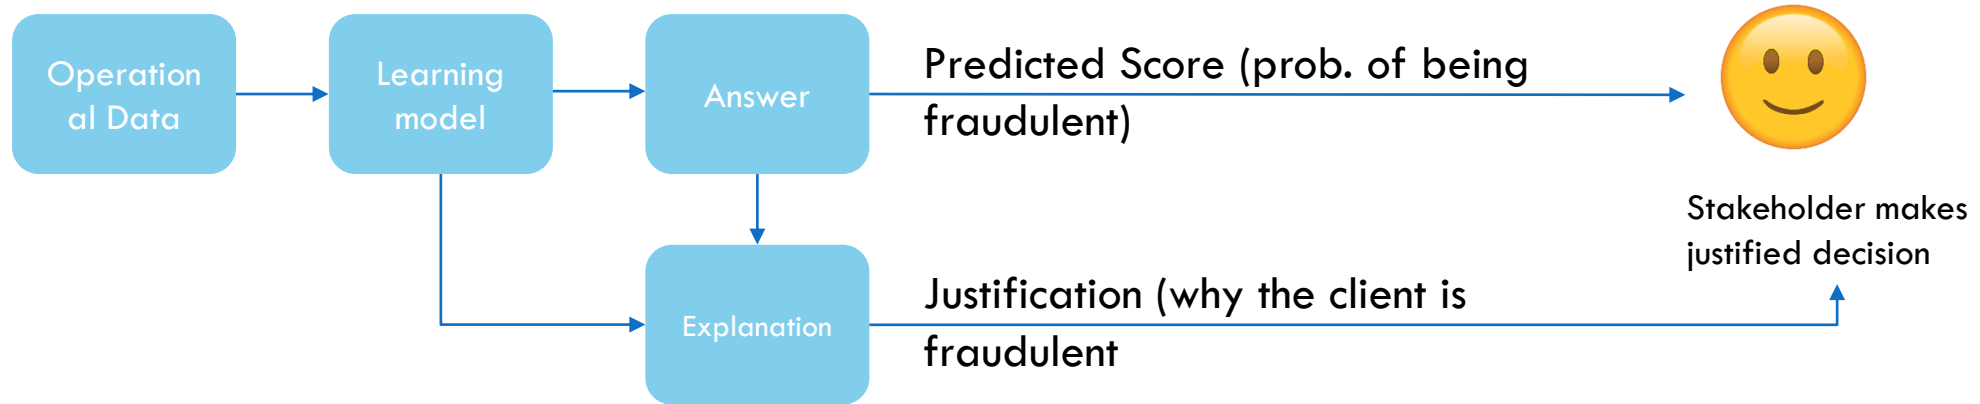 Operation
al Data
Learning
model
Answer
Predicted Score (prob. of being
fraudulent)
Stakeholder makes
justified decision
Explanation
Justification (why the client is
fraudulent